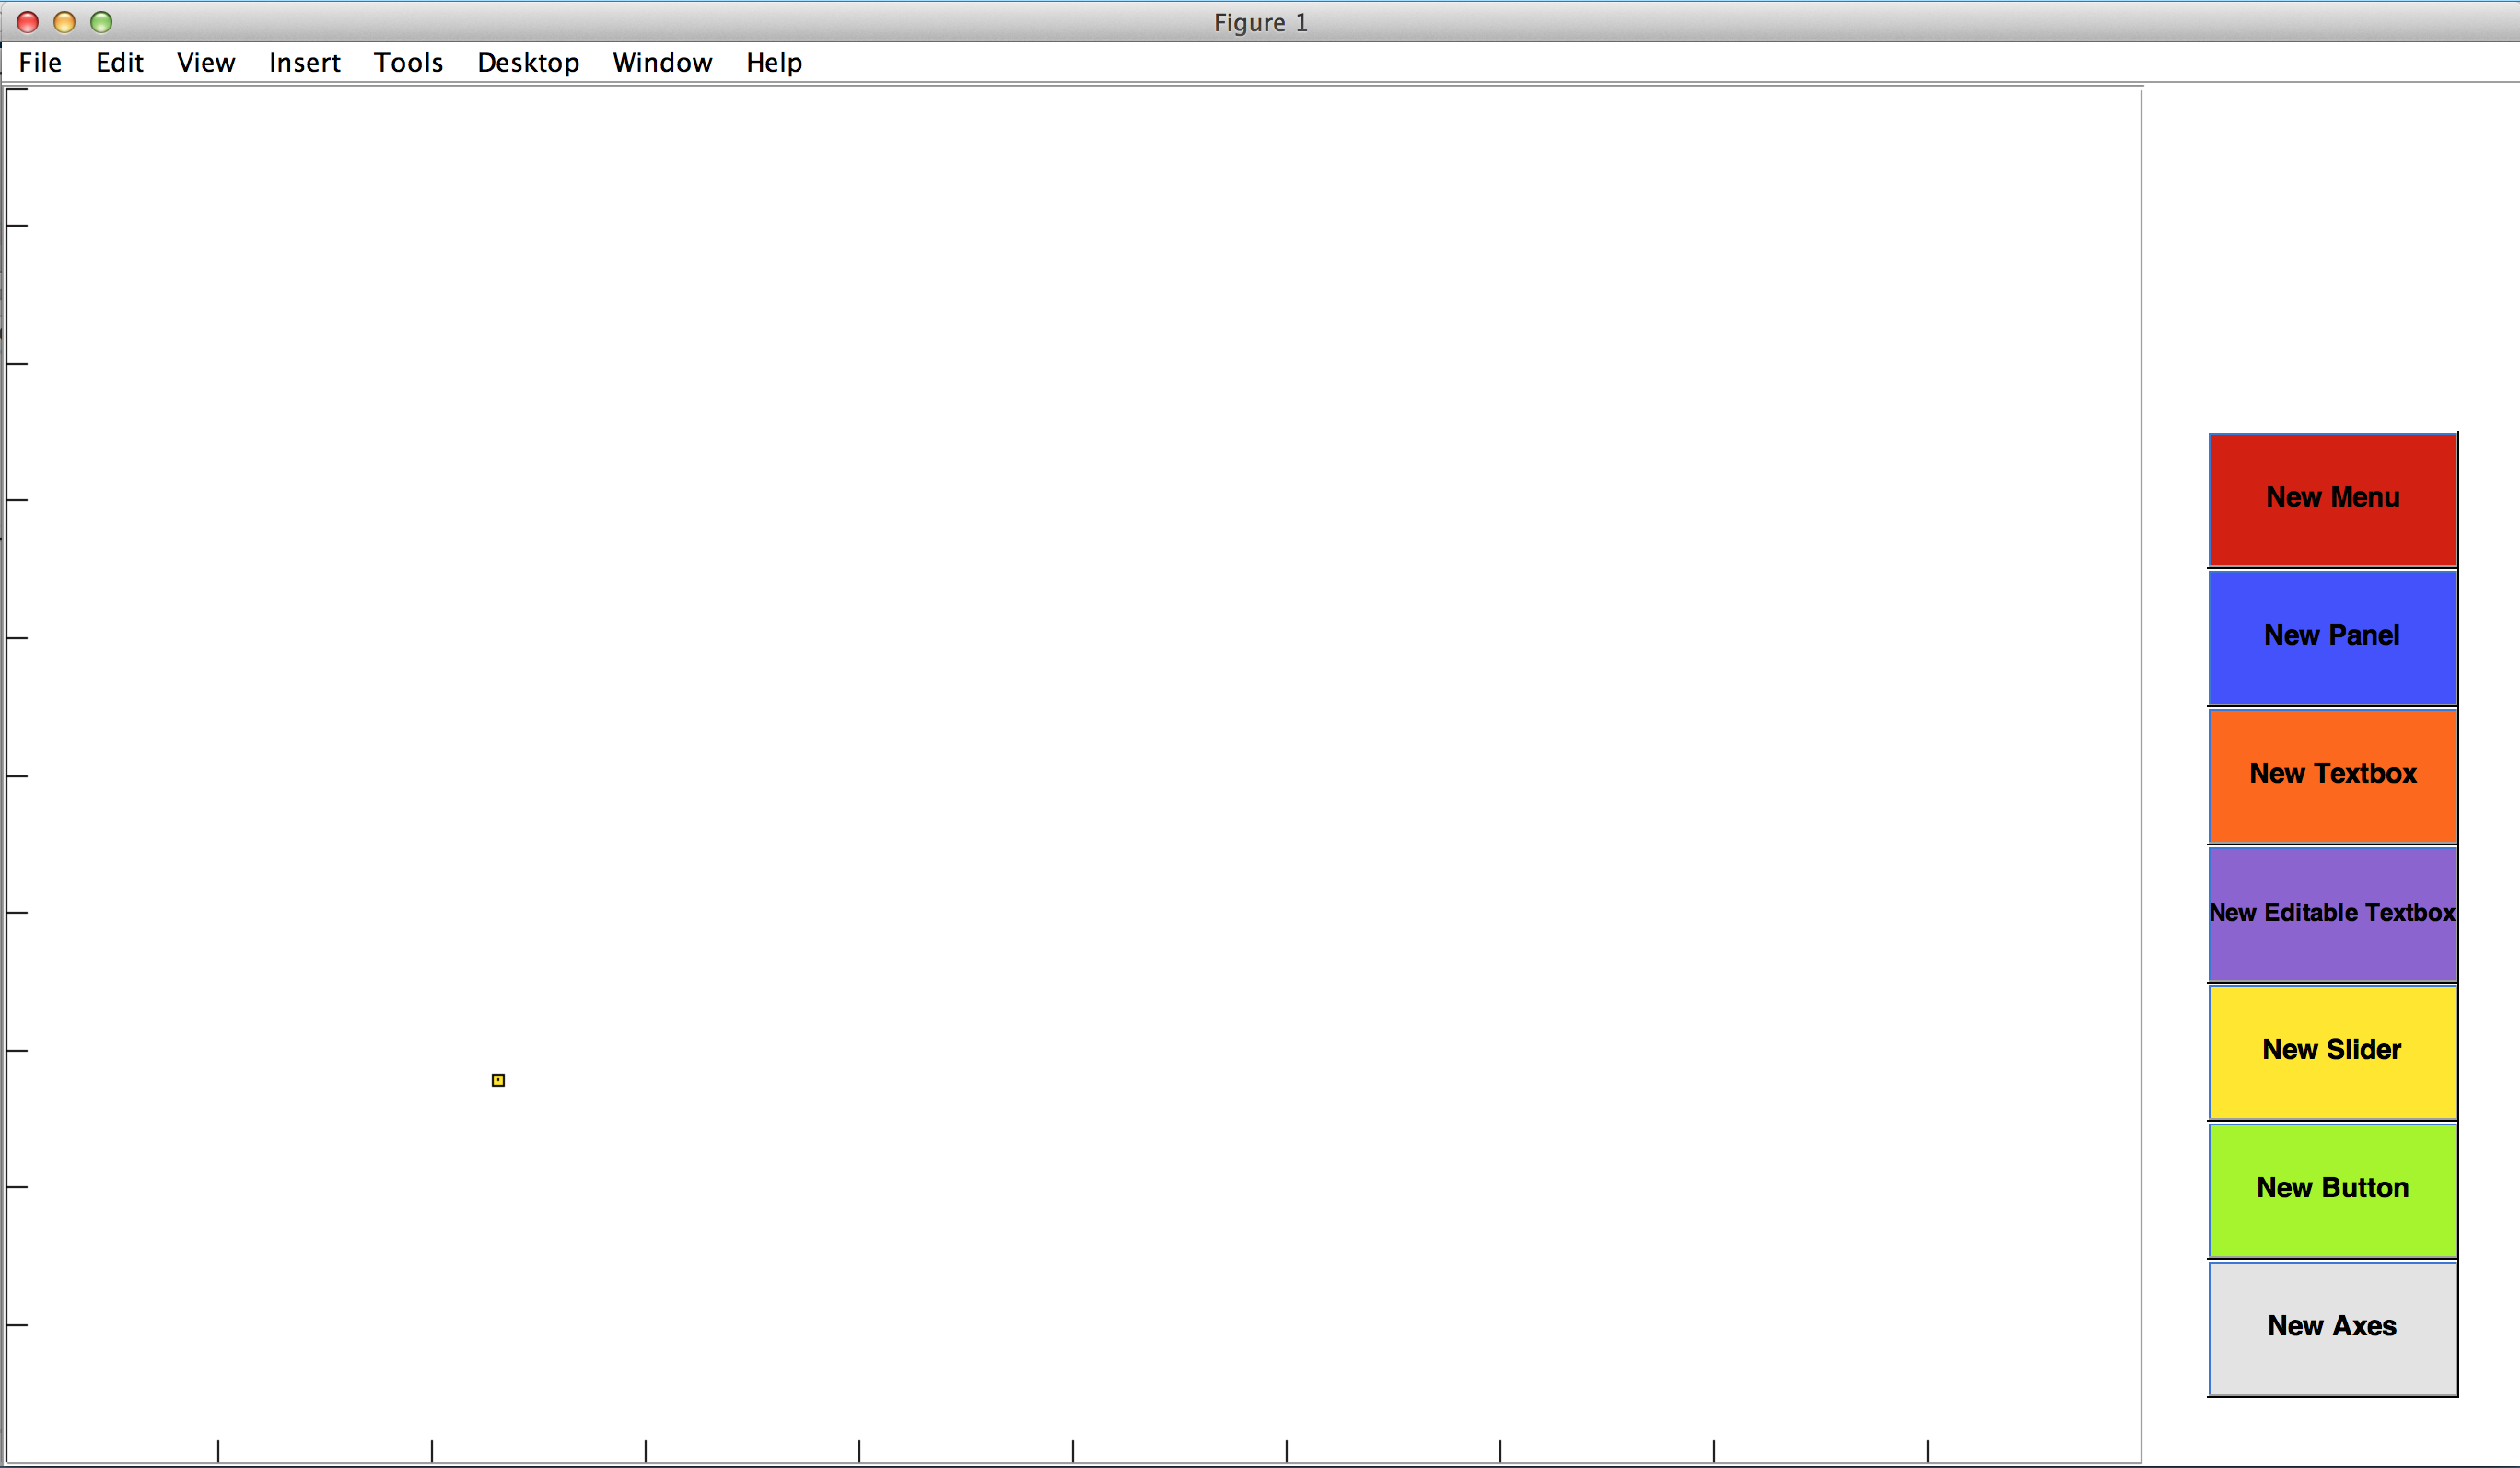 Figure 1
File Edit View Insert Tools Desktop Window Help
New Menu
New Panel
New Textbox
New Editable Textbox
New Slider
New Button
New Axes